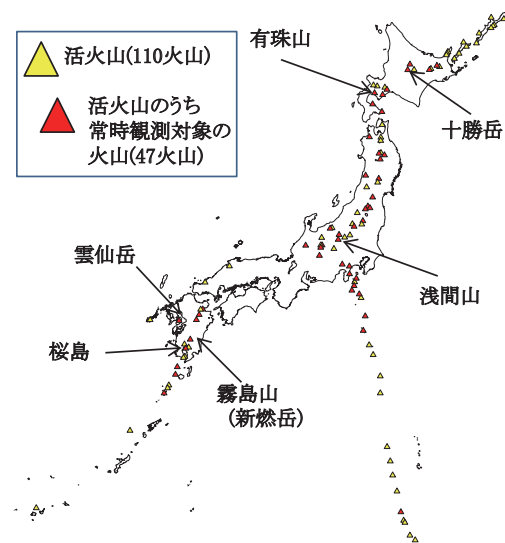 活火山(110火山)
活火山のうち
常時観測対象の
火山(47火山)
有珠山
十勝岳
雲仙岳
浅間山
桜島
霧島山
(新燃岳)